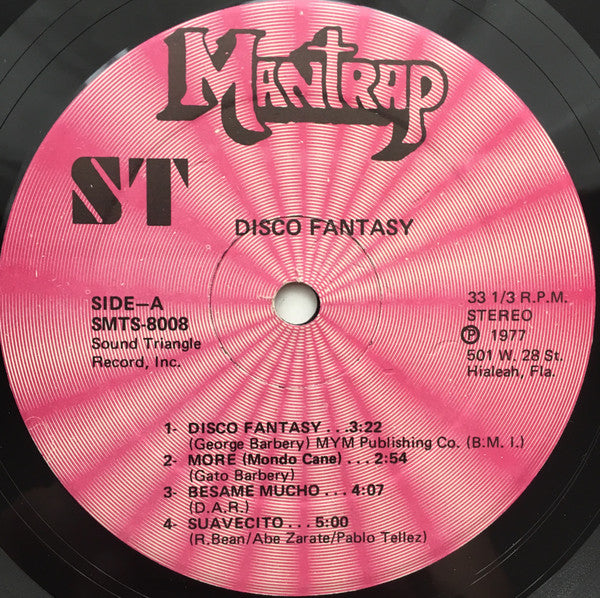 MANTRAP
ST
DISCO FANTASY
SIDE—A
SMTS-8008
Sound Triangle
Record, Inc.
33 1/3 R.P.M.
STEREO
℗ 1977
501 W. 28 St.
Hialeah, Fla.
1- DISCO FANTASY . . .3:22
(George Barbery) MYM Publishing Co. (B.M.I.)
2- MORE (Mondo Cane) . . . 2:54
(Gato Barbery)
3- BESAME MUCHO . . . 4:07
(D.A.R.)
4- SUAVECITO . . . 5:00
(R.Bean/Abe Zarate/Pablo Tellez)